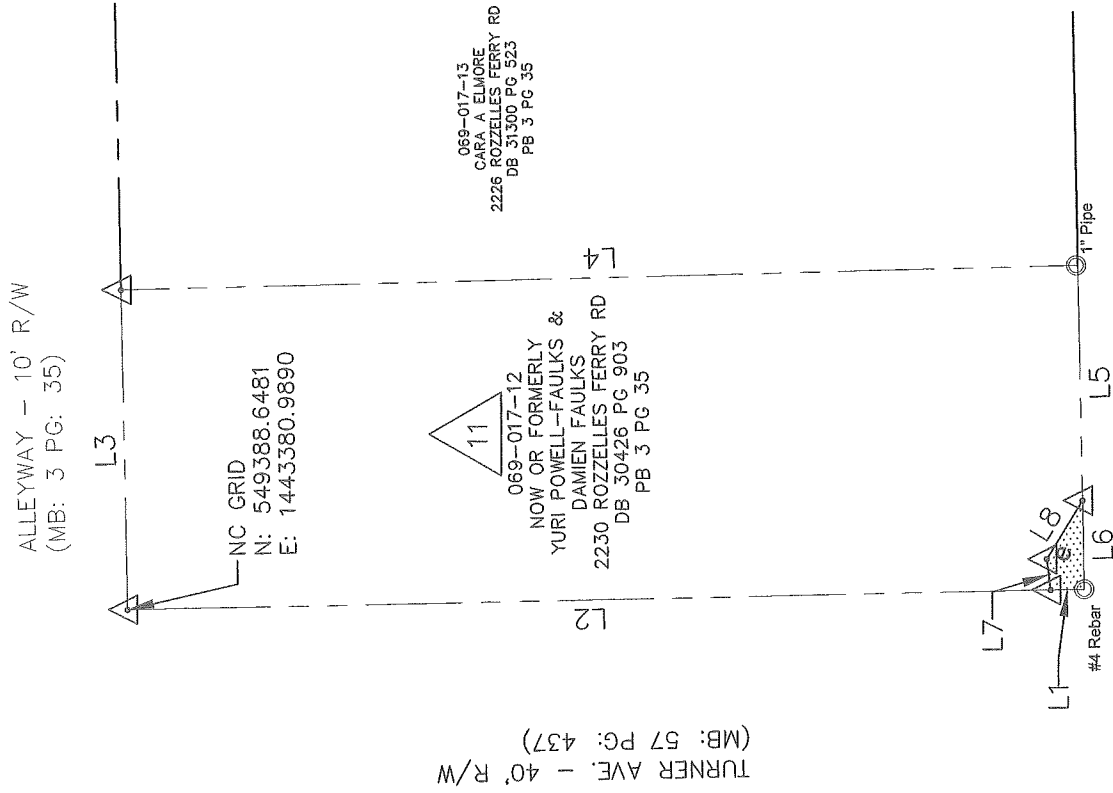 ALLEYWAY - 10' R/W
(MB: 3 PG: 35)
L3
NC GRID
N: 549388.6481
E: 1443380.9890
069-017-13
CARA A ELMORE
2226 ROZZELLES FERRY RD
DB 31300 PG 523
PB 3 PG 35
L4
11
069-017-12
NOW OR FORMERLY
YURI POWELL-FAULKS &
DAMIEN FAULKS
2230 ROZZELLES FERRY RD
DB 30426 PG 903
PB 3 PG 35
L2
TURNER AVE. - 40' R/W
(MB: 57 PG: 437)
L7
L8
e
L1
L6
L5
#4 Rebar
1" Pipe